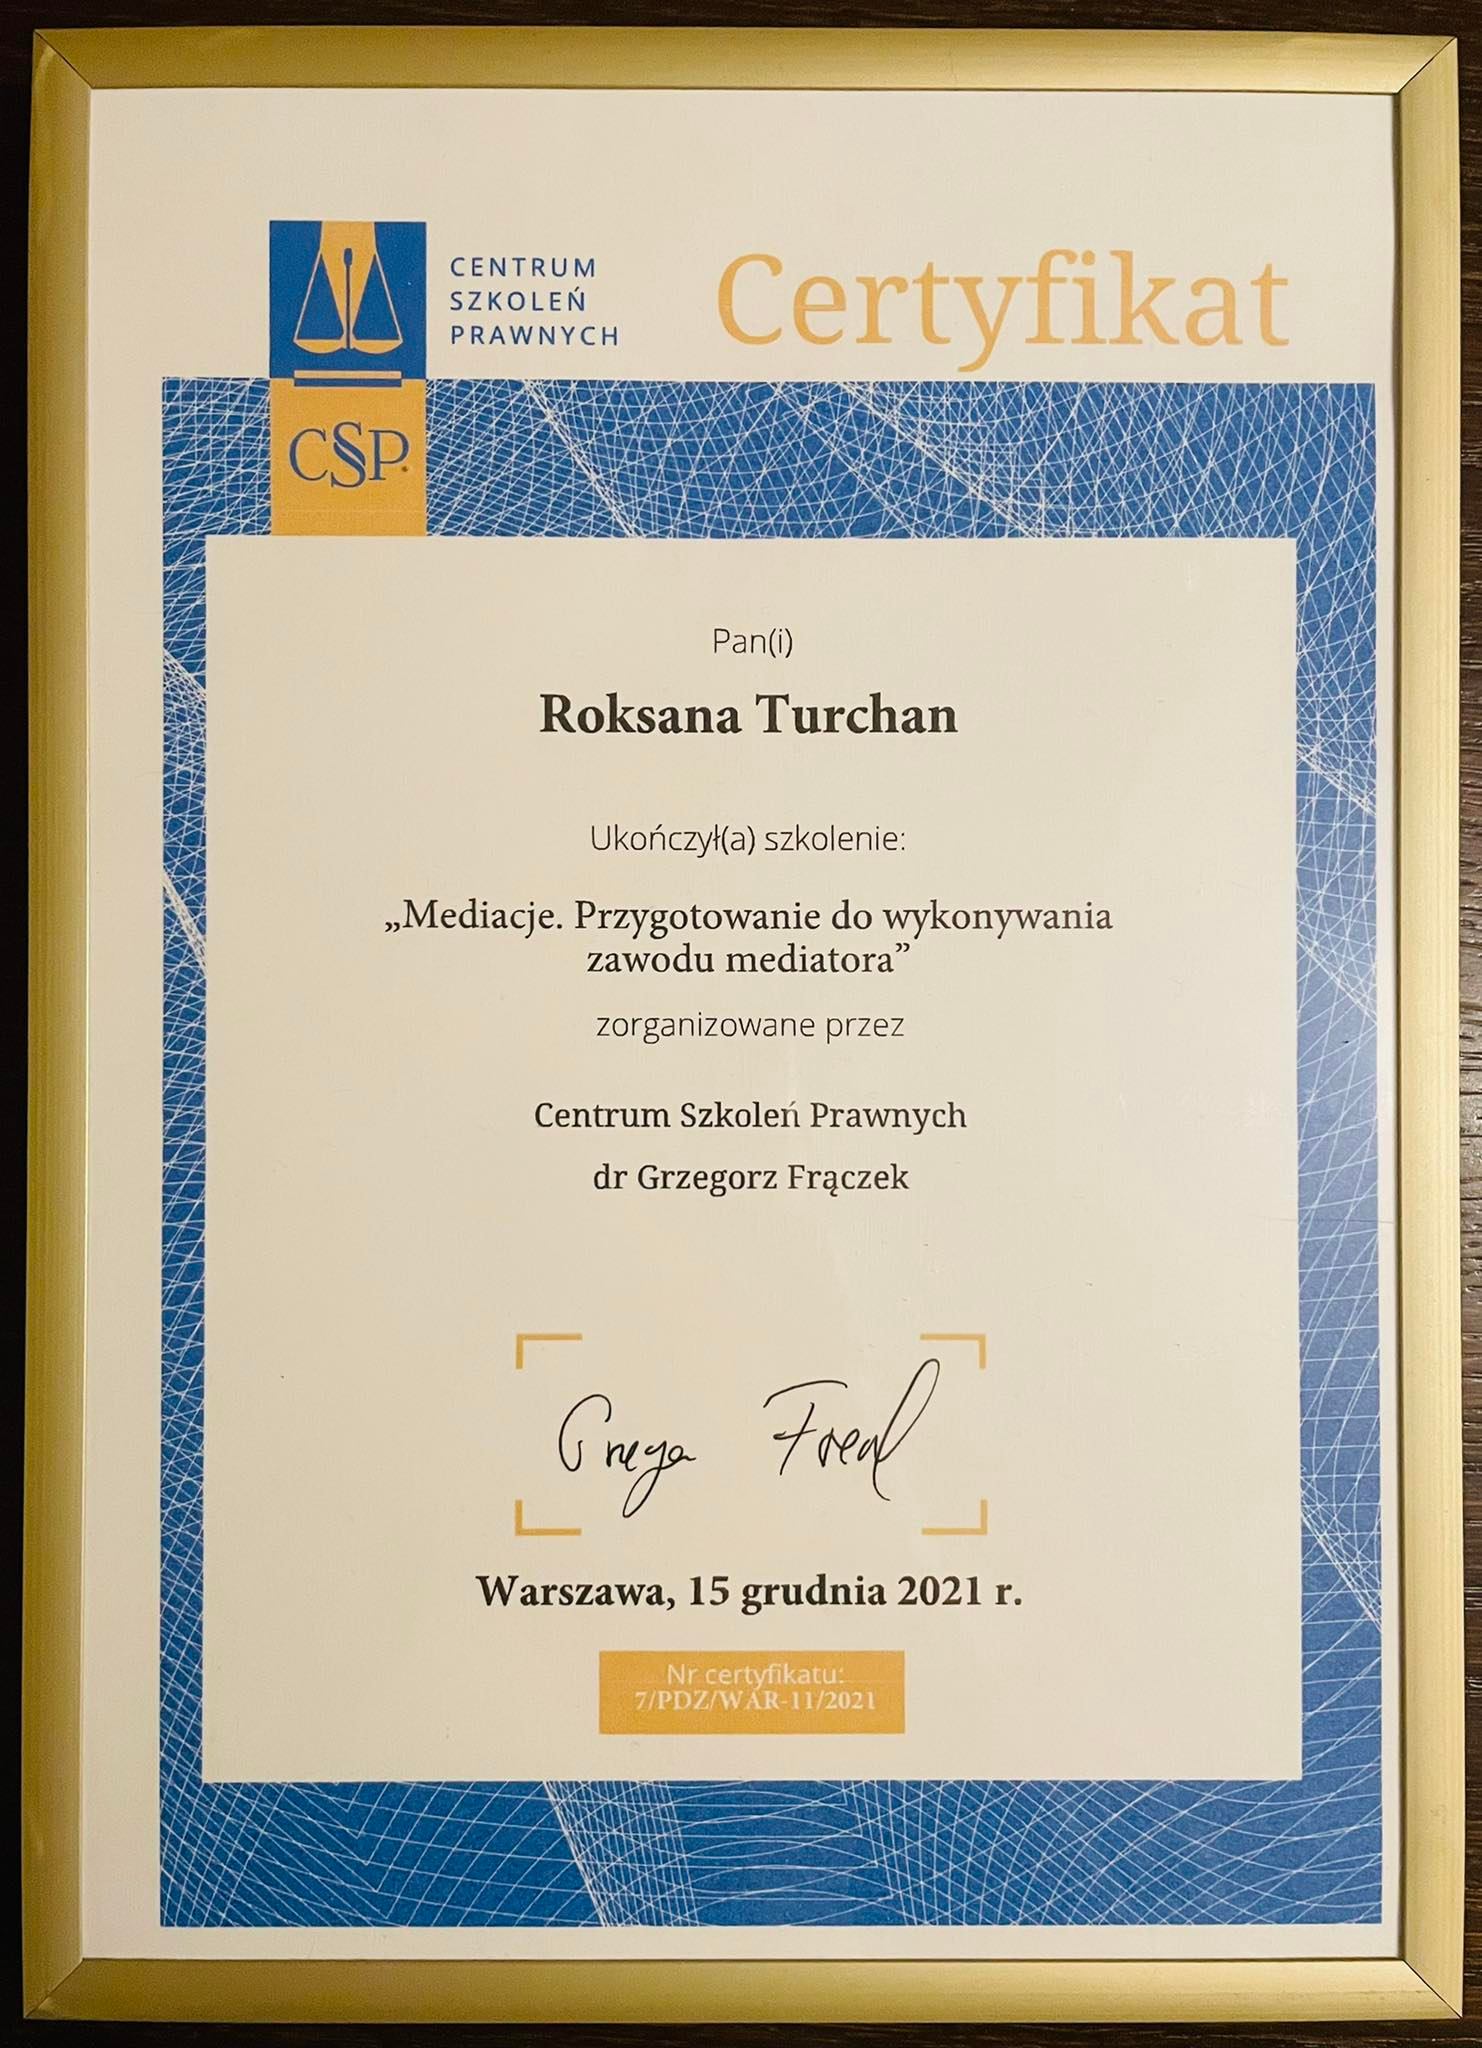 CENTRUM
SZKOLEŃ
PRAWNYCH
Certyfikat
C§P
Pan(i)
Roksana Turchan
Ukończył(a) szkolenie:
„Mediacje. Przygotowanie do wykonywania
zawodu mediatora”
zorganizowane przez
Centrum Szkoleń Prawnych
dr Grzegorz Frączek
Warszawa, 15 grudnia 2021 r.
Nr certyfikatu:
7/PDZ/WAR-11/2021